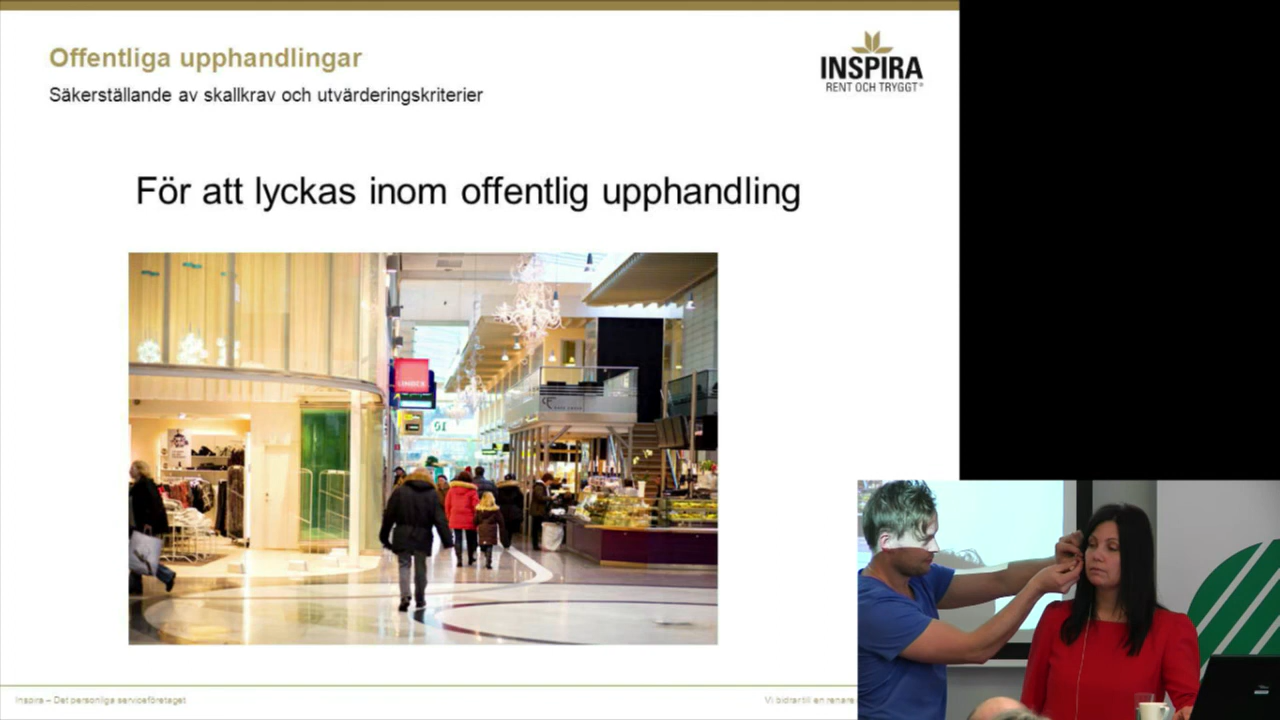 Offentliga upphandlingar
Säkerställande av skallkrav och utvärderingskriterier
INSPIRA
RENT OCH TRYGGT®
För att lyckas inom offentlig upphandling
LINDEX
Inspira – Det personliga serviceföretaget
Vi bidrar till en renare